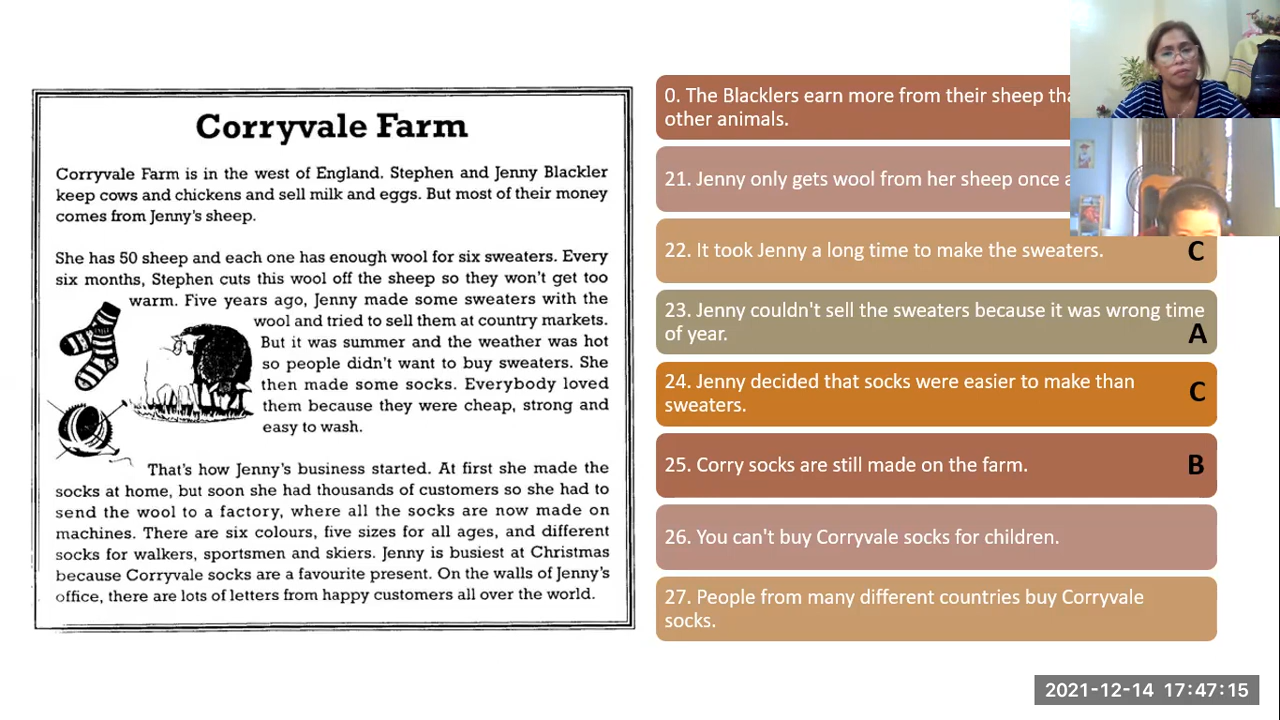 Corryvale Farm
Corryvale Farm is in the west of England. Stephen and Jenny Blackler
keep cows and chickens and sell milk and eggs. But most of their money
comes from Jenny's sheep.
She has 50 sheep and each one has enough wool for six sweaters. Every
six months, Stephen cuts this wool off the sheep so they won't get too
warm. Five years ago, Jenny made some sweaters with the
wool and tried to sell them at country markets.
But it was summer and the weather was hot
so people didn't want to buy sweaters. She
then made some socks. Everybody loved
them because they were cheap, strong and
easy to wash.
That's how Jenny's business started. At first she made the
socks at home, but soon she had thousands of customers so she had to
send the wool to a factory, where all the socks are now made on
machines. There are six colours, five sizes for all ages, and different
socks for walkers, sportsmen and skiers. Jenny is busiest at Christmas
because Corryvale socks are a favourite present. On the walls of Jenny's
office, there are lots of letters from happy customers all over the world.
0. The Blacklers earn more from their sheep
other animals.
21. Jenny only gets wool from her sheep once
22. It took Jenny a long time to make the sweaters. C
23. Jenny couldn't sell the sweaters because it was wrong time
of year. A
24. Jenny decided that socks were easier to make than
sweaters. C
25. Corry socks are still made on the farm. B
26. You can't buy Corryvale socks for children.
27. People from many different countries buy Corryvale
socks.
2021-12-14 17:47:15